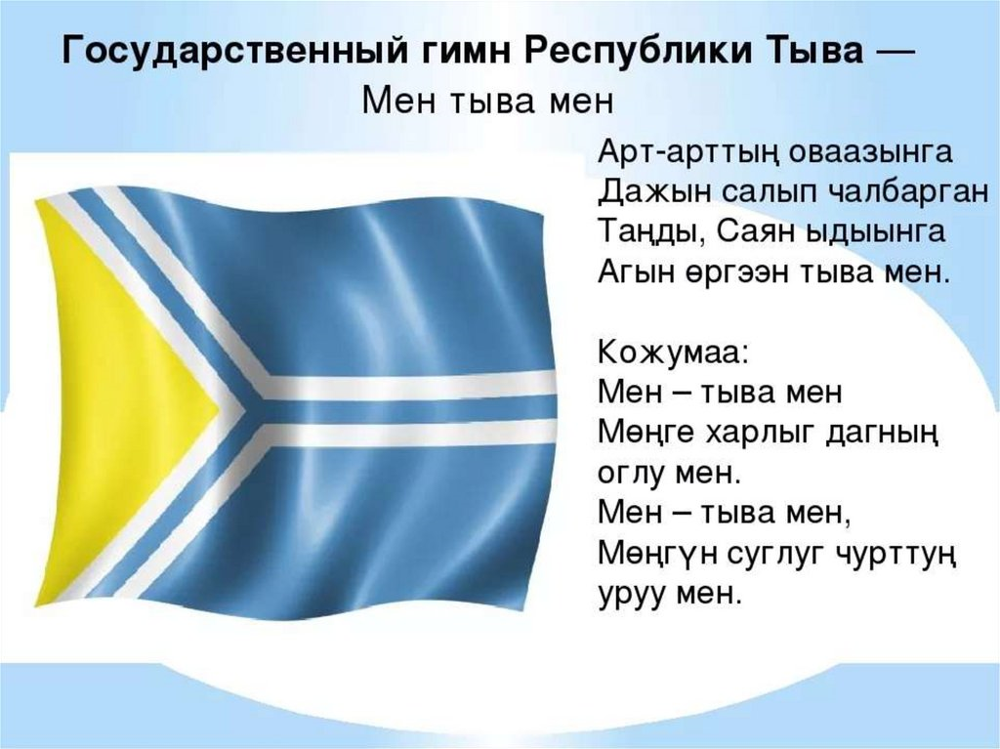 Государственный гимн Республики Тыва —
Мен тыва мен
Арт-арттың оваазынга
Дажын салып чалбарган
Таңды, Саян ыдыынга
Агын өргээн тыва мен.
Кожумаа:
Мен – тыва мен
Мөңге харлыг дагның
оглу мен.
Мен – тыва мен,
Мөңгүн суглуг чурттуң
уруу мен.